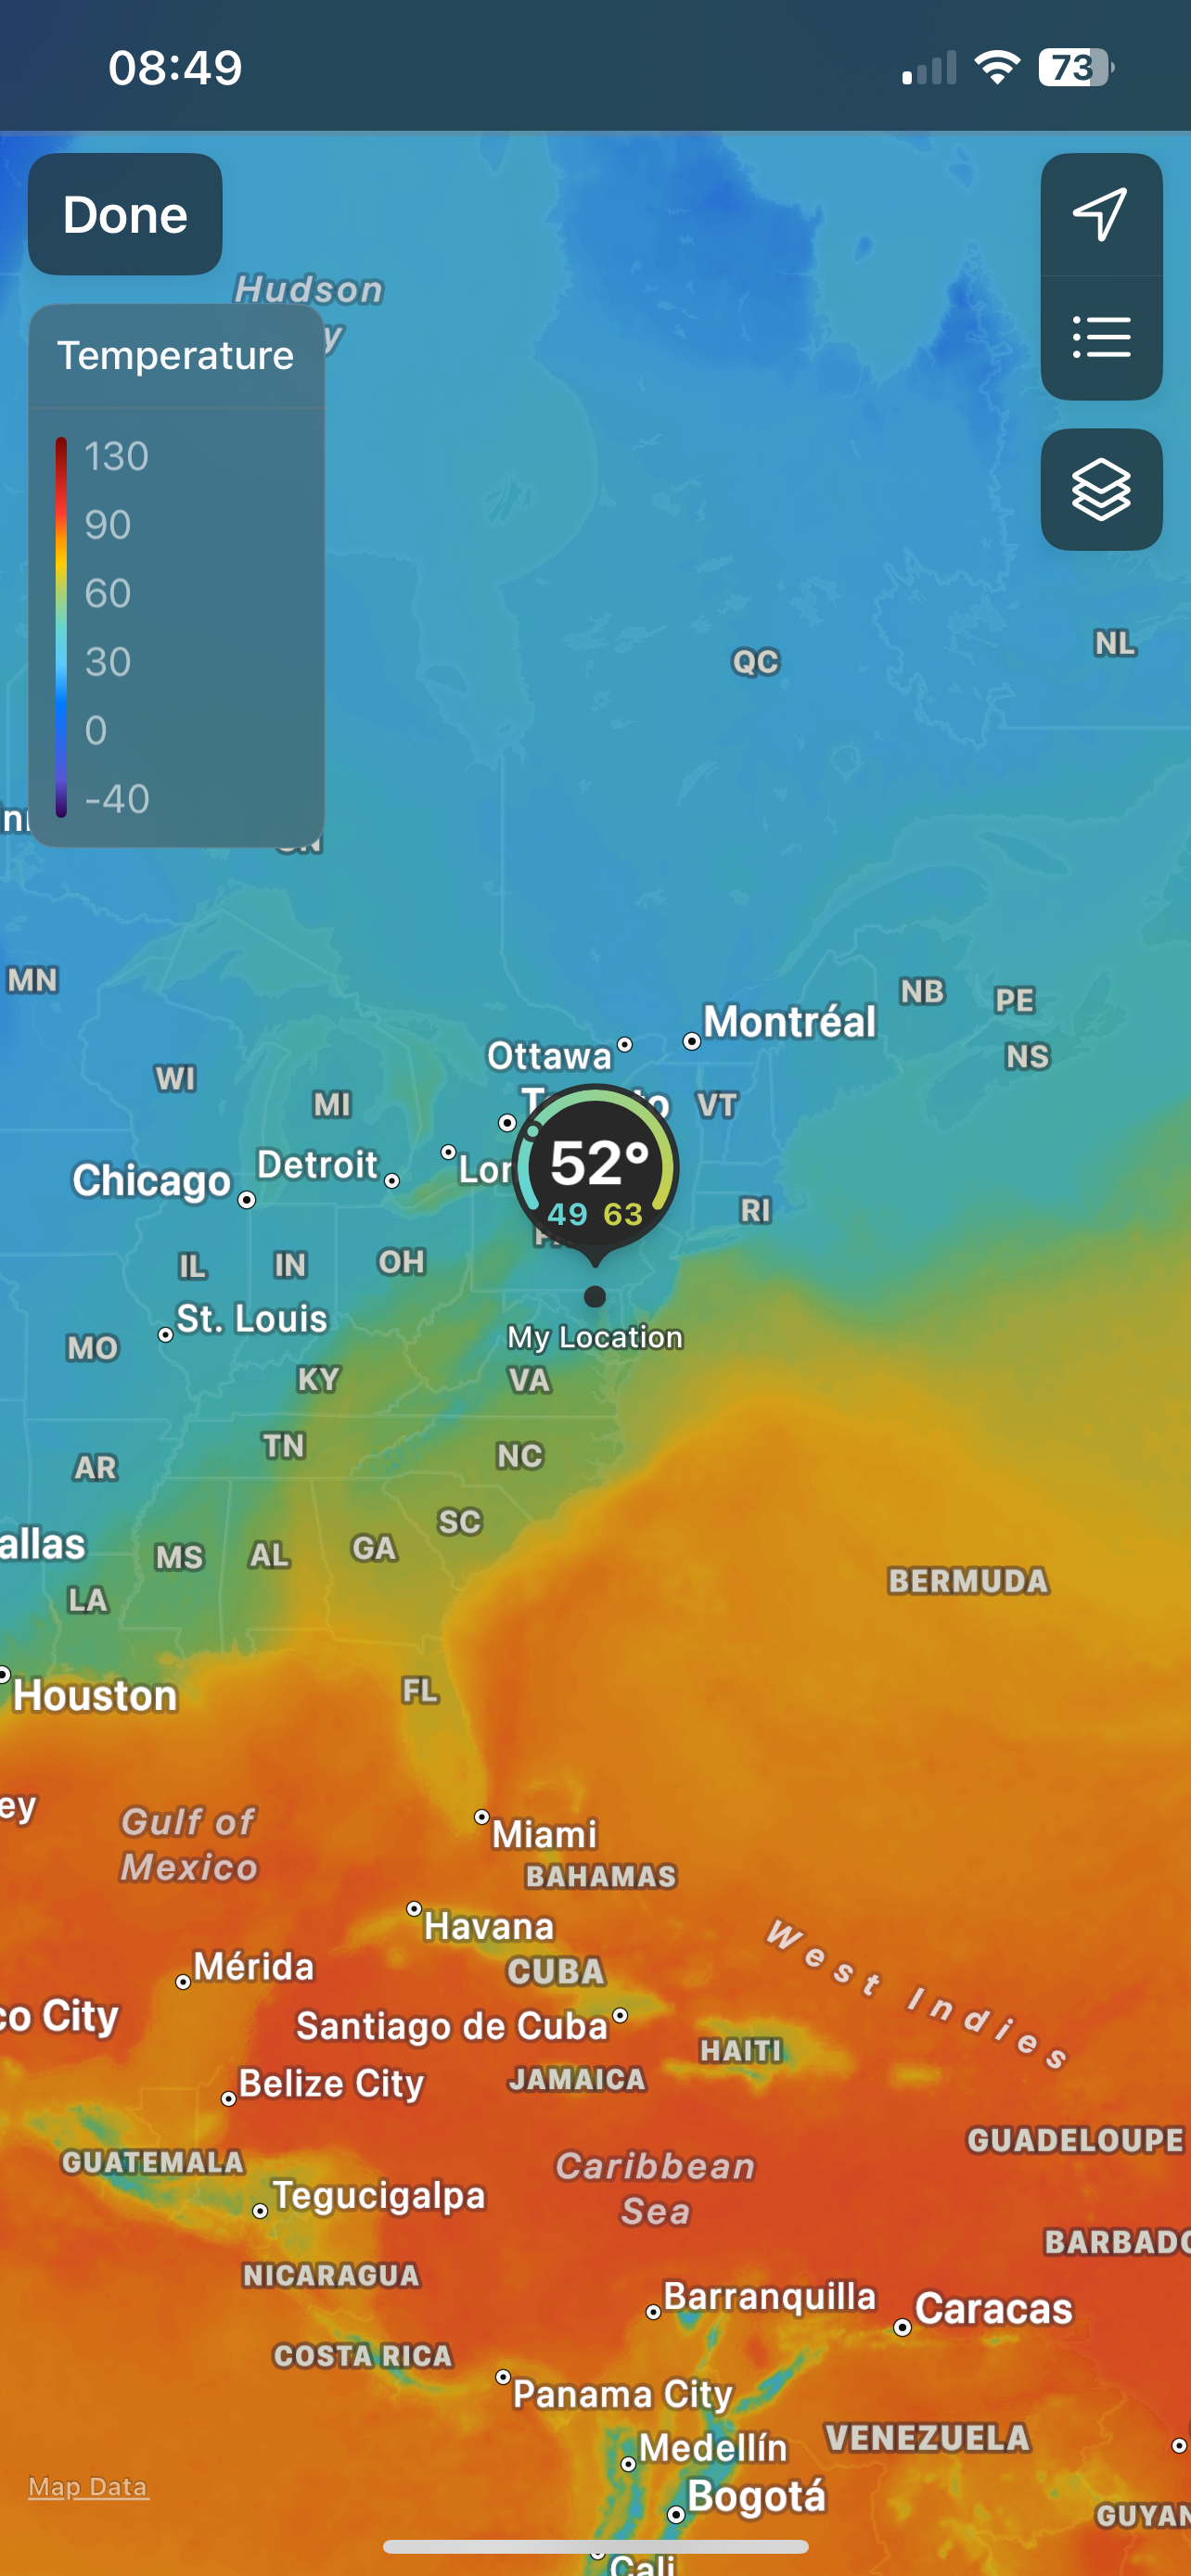 08:49
73
Done
Hudson
Temperature
130
90
60
30
0
-40
QC
NL
MN
NB
PE
Montréal
NS
Ottawa
WI
MI
VT
52°
49 63
Detroit
Chicago
RI
IL
IN
OH
St. Louis
My Location
MO
KY
VA
TN
NC
AR
SC
allas
MS
AL
GA
BERMUDA
LA
Houston
FL
ey
Gulf of
Mexico
Miami
BAHAMAS
Havana
West Indies
Mérida
CUBA
co City
Santiago de Cuba
HAITI
JAMAICA
Belize City
GUADELOUPE
GUATEMALA
Caribbean
Sea
Tegucigalpa
BARBADO
NICARAGUA
Barranquilla
Caracas
COSTA RICA
Panama City
VENEZUELA
Medellín
Map Data
Bogotá
GUYAN
Cali